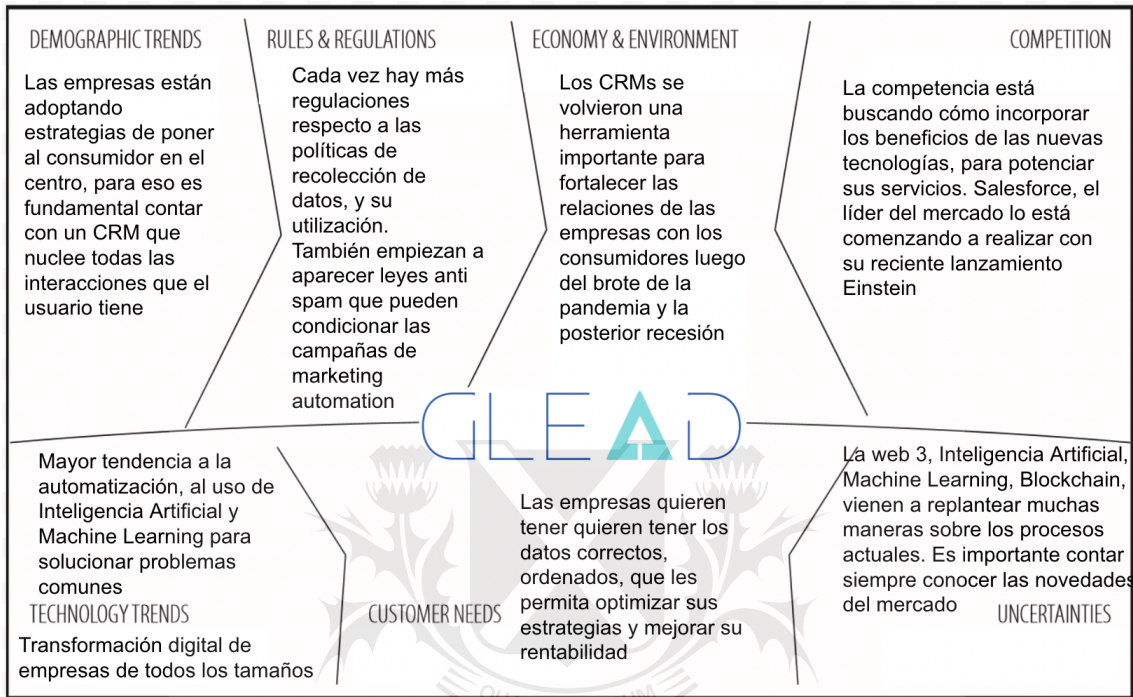 DEMOGRAPHIC TRENDS
Las empresas están
adoptando
estrategias de poner
al consumidor en el
centro, para eso es
fundamental contar
con un CRM que
nuclee todas las
interacciones que el
usuario tiene
RULES & REGULATIONS
Cada vez hay más
regulaciones
respecto a las
políticas de
recolección de
datos, y su
utilización.
También empiezan a
aparecer leyes anti
spam que pueden
condicionar las
campañas de
marketing
automation
ECONOMY & ENVIRONMENT
Los CRMs se
volvieron una
herramienta
importante para
fortalecer las
relaciones de las
empresas con los
consumidores luego
del brote de la
pandemia y la
posterior recesión
COMPETITION
La competencia está
buscando cómo incorporar
los beneficios de las nuevas
tecnologías, para potenciar
sus servicios. Salesforce, el
líder del mercado lo está
comenzando a realizar con
su reciente lanzamiento
Einstein
GLEAD
Mayor tendencia a la
automatización, al uso de
Inteligencia Artificial y
Machine Learning para
solucionar problemas
comunes
TECHNOLOGY TRENDS
Transformación digital de
empresas de todos los tamaños
CUSTOMER NEEDS
Las empresas quieren
tener quieren tener los
datos correctos,
ordenados, que les
permita optimizar sus
estrategias y mejorar su
rentabilidad
La web 3, Inteligencia Artificial,
Machine Learning, Blockchain,
vienen a replantear muchas
maneras sobre los procesos
actuales. Es importante contar
siempre conocer las novedades
del mercado
UNCERTAINTIES